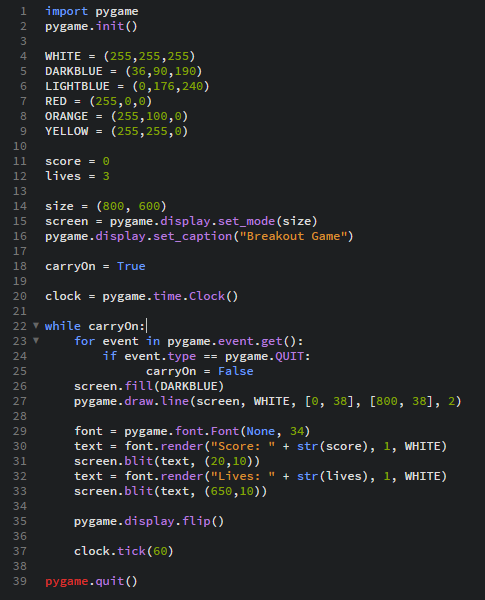 1 import pygame
2 pygame.init()
3
4 WHITE = (255,255,255)
5 DARKBLUE = (36,90,190)
6 LIGHTBLUE = (0,176,240)
7 RED = (255,0,0)
8 ORANGE = (255,100,0)
9 YELLOW = (255,255,0)
10
11 score = 0
12 lives = 3
13
14 size = (800, 600)
15 screen = pygame.display.set_mode(size)
16 pygame.display.set_caption("Breakout Game")
17
18 carryOn = True
19
20 clock = pygame.time.Clock()
21
22 while carryOn:
23     for event in pygame.event.get():
24         if event.type == pygame.QUIT:
25               carryOn = False
26     screen.fill(DARKBLUE)
27     pygame.draw.line(screen, WHITE, [0, 38], [800, 38], 2)
28
29     font = pygame.font.Font(None, 34)
30     text = font.render("Score: " + str(score), 1, WHITE)
31     screen.blit(text, (20,10))
32     text = font.render("Lives: " + str(lives), 1, WHITE)
33     screen.blit(text, (650,10))
34
35     pygame.display.flip()
36
37     clock.tick(60)
38
39 pygame.quit()